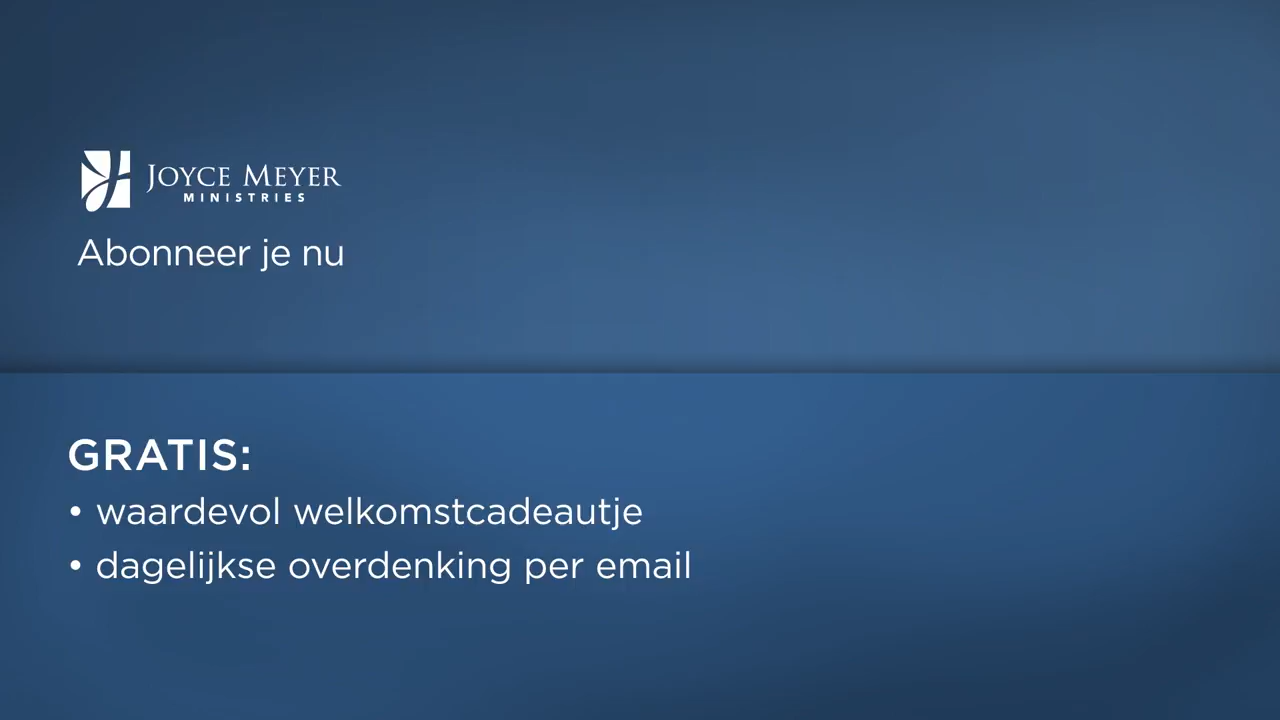 JOYCE MEYER
MINISTRIES
Abonneer je nu
GRATIS:
• waardevol welkomstcadeautje
• dagelijkse overdenking per email